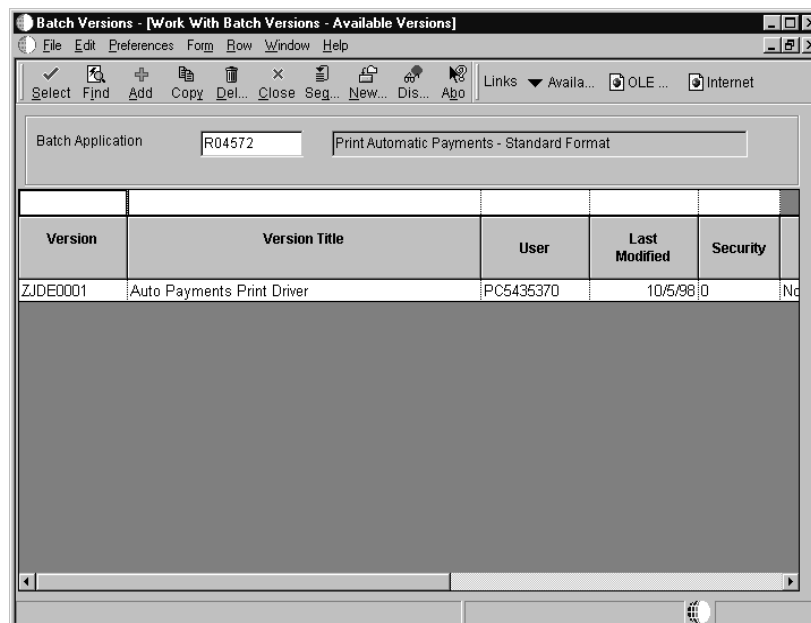 Batch Versions - [Work With Batch Versions - Available Versions]
File Edit Preferences Form Row Window Help
Select Find Add Copy Del... Close Seq... New... Dis... Abo Links Availa... OLE ... Internet
Batch Application R04572 Print Automatic Payments - Standard Format
Version Version Title User Last Modified Security
ZJDE0001 Auto Payments Print Driver PC5435370 10/5/98 0 No